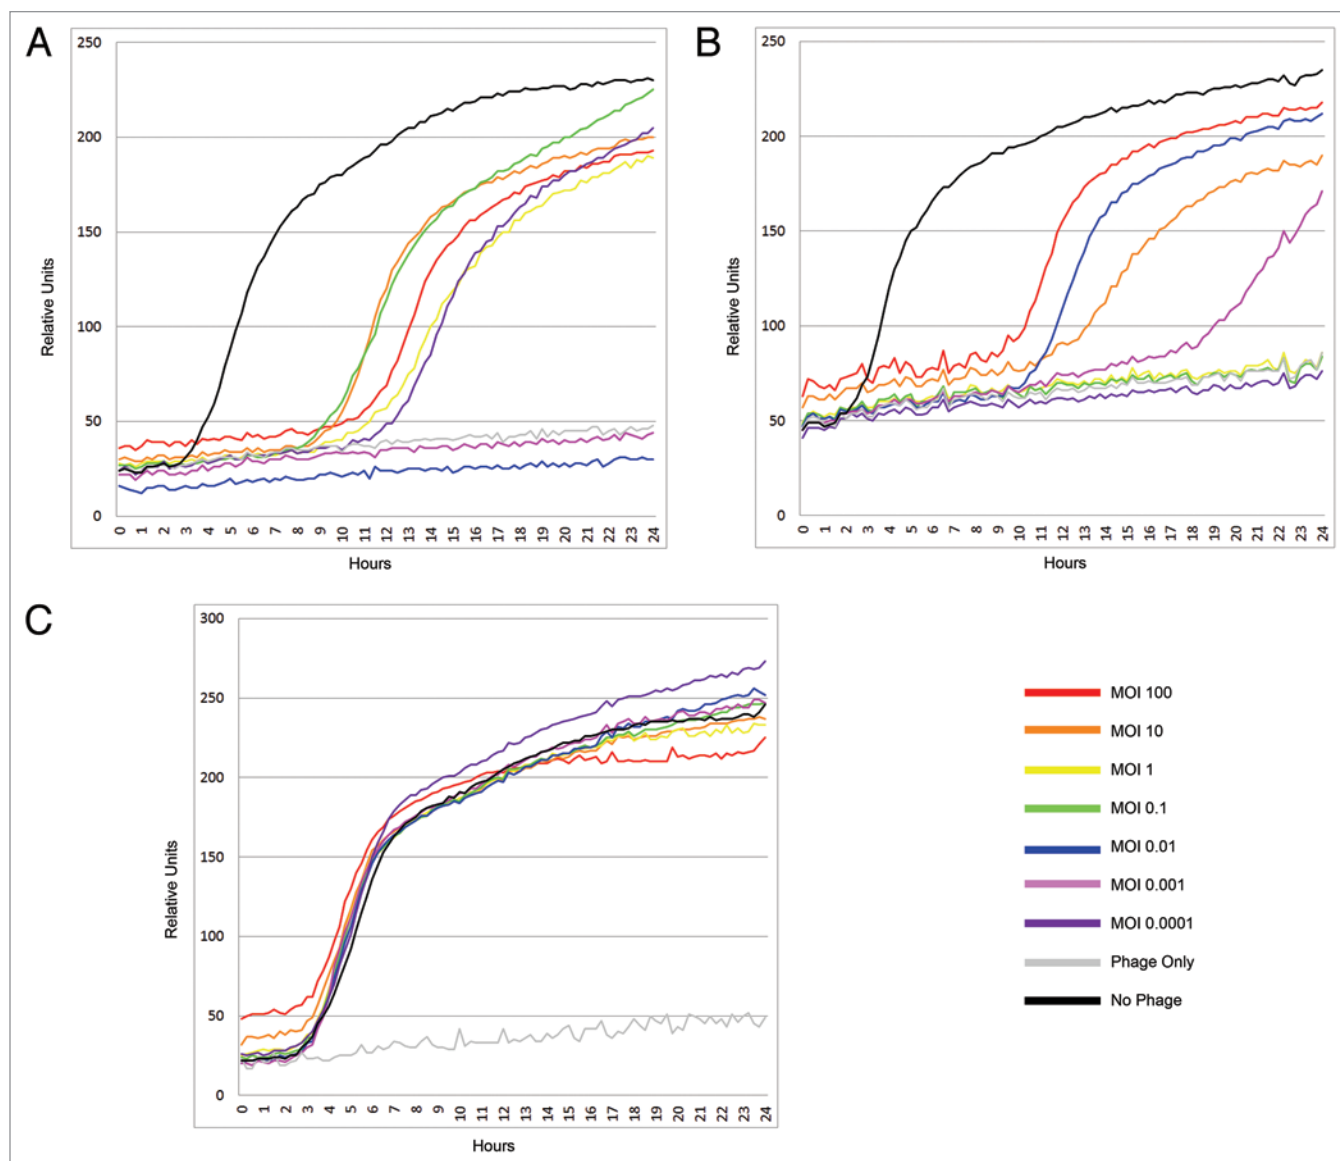 A
250
200
150
100
50
0
Relative Units
0 1 2 3 4 5 6 7 8 9 10 11 12 13 14 15 16 17 18 19 20 21 22 23 24
Hours
B
250
200
150
100
50
0
Relative Units
0 1 2 3 4 5 6 7 8 9 10 11 12 13 14 15 16 17 18 19 20 21 22 23 24
Hours
C
300
250
200
150
100
50
0
Relative Units
0 1 2 3 4 5 6 7 8 9 10 11 12 13 14 15 16 17 18 19 20 21 22 23 24
Hours
MOI 100
MOI 10
MOI 1
MOI 0.1
MOI 0.01
MOI 0.001
MOI 0.0001
Phage Only
No Phage